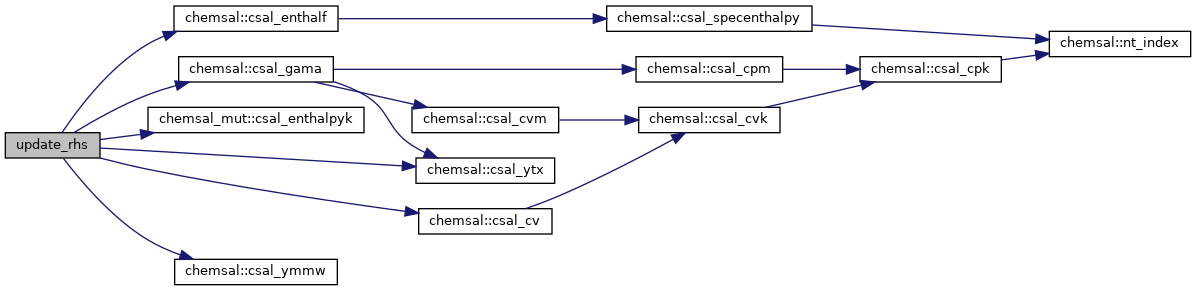 chemsal::csal_enthalf
chemsal::csal_specenthalpy
chemsal::nt_index
chemsal::csal_gama
chemsal::csal_cpm
chemsal::csal_cpk
chemsal_mut::csal_enthalpyk
chemsal::csal_cvm
chemsal::csal_cvk
update_rhs
chemsal::csal_ytx
chemsal::csal_cv
chemsal::csal_ymmw